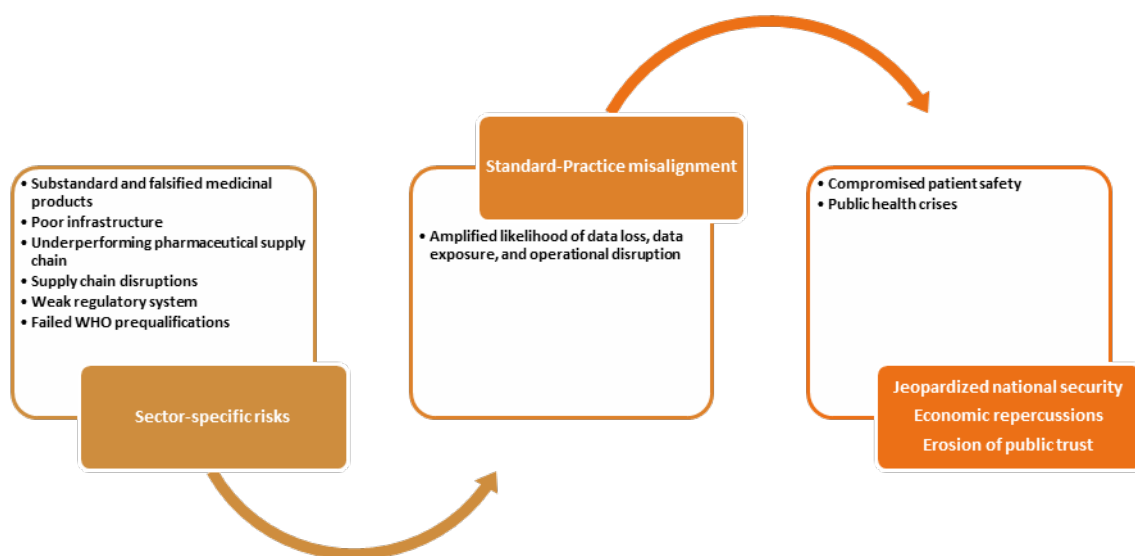 • Substandard and falsified medicinal
products
• Poor infrastructure
• Underperforming pharmaceutical supply
chain
• Supply chain disruptions
• Weak regulatory system
• Failed WHO prequalifications
Sector-specific risks
Standard-Practice misalignment
• Amplified likelihood of data loss, data
exposure, and operational disruption
• Compromised patient safety
• Public health crises
Jeopardized national security
Economic repercussions
Erosion of public trust